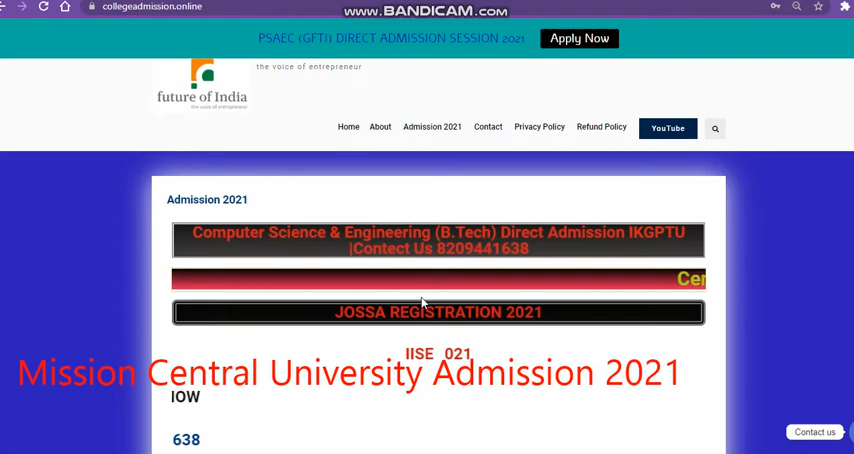 collegeadmission.online
www.BANDICAM.com
PSAEC (GFTI) DIRECT ADMISSION SESSION 2021 Apply Now
the voice of entrepreneur
future of India
the voice of entrepreneur
Home About Admission 2021 Contact Privacy Policy Refund Policy YouTube
Admission 2021
Computer Science & Engineering (B.Tech) Direct Admission IKGPTU
|Contect Us 8209441638
Cer
JOSSA REGISTRATION 2021
IISE 021
Mission Central University Admission 2021
IOW
638
Contact us